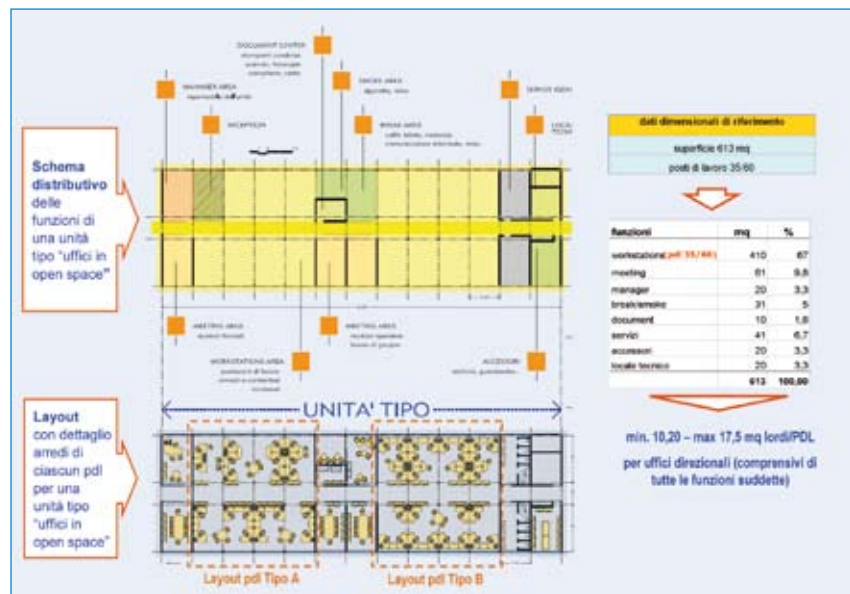 DOCUMENT CENTER
MANAGER AREA
RECEPTION
SMOKE AREA
BREAK AREA
Schema
distributivo
delle
funzioni di
una unità
tipo "uffici in
open space"
MEETING AREA
MEETING AREA
WORKSTATIONS AREA
ACCESSORI
dati dimensionali di riferimento
superficie 613 mq
posti di lavoro 35/60
funzioni mq %
workstations (pdl 35/60) 410 67
meeting 61 9,8
manager 20 3,3
break/smoke 31 5
document 10 1,6
servizi 41 6,7
accessori 20 3,3
locale tecnico 20 3,3
613 100,00
min. 10,20 – max 17,5 mq lordi/PDL
per uffici direzionali (comprensivi di
tutte le funzioni suddette)
Layout
con dettaglio
arredi di
ciascun pdl
per una
unità tipo
"uffici in
open space"
UNITA' TIPO
Layout pdl Tipo A
Layout pdl Tipo B